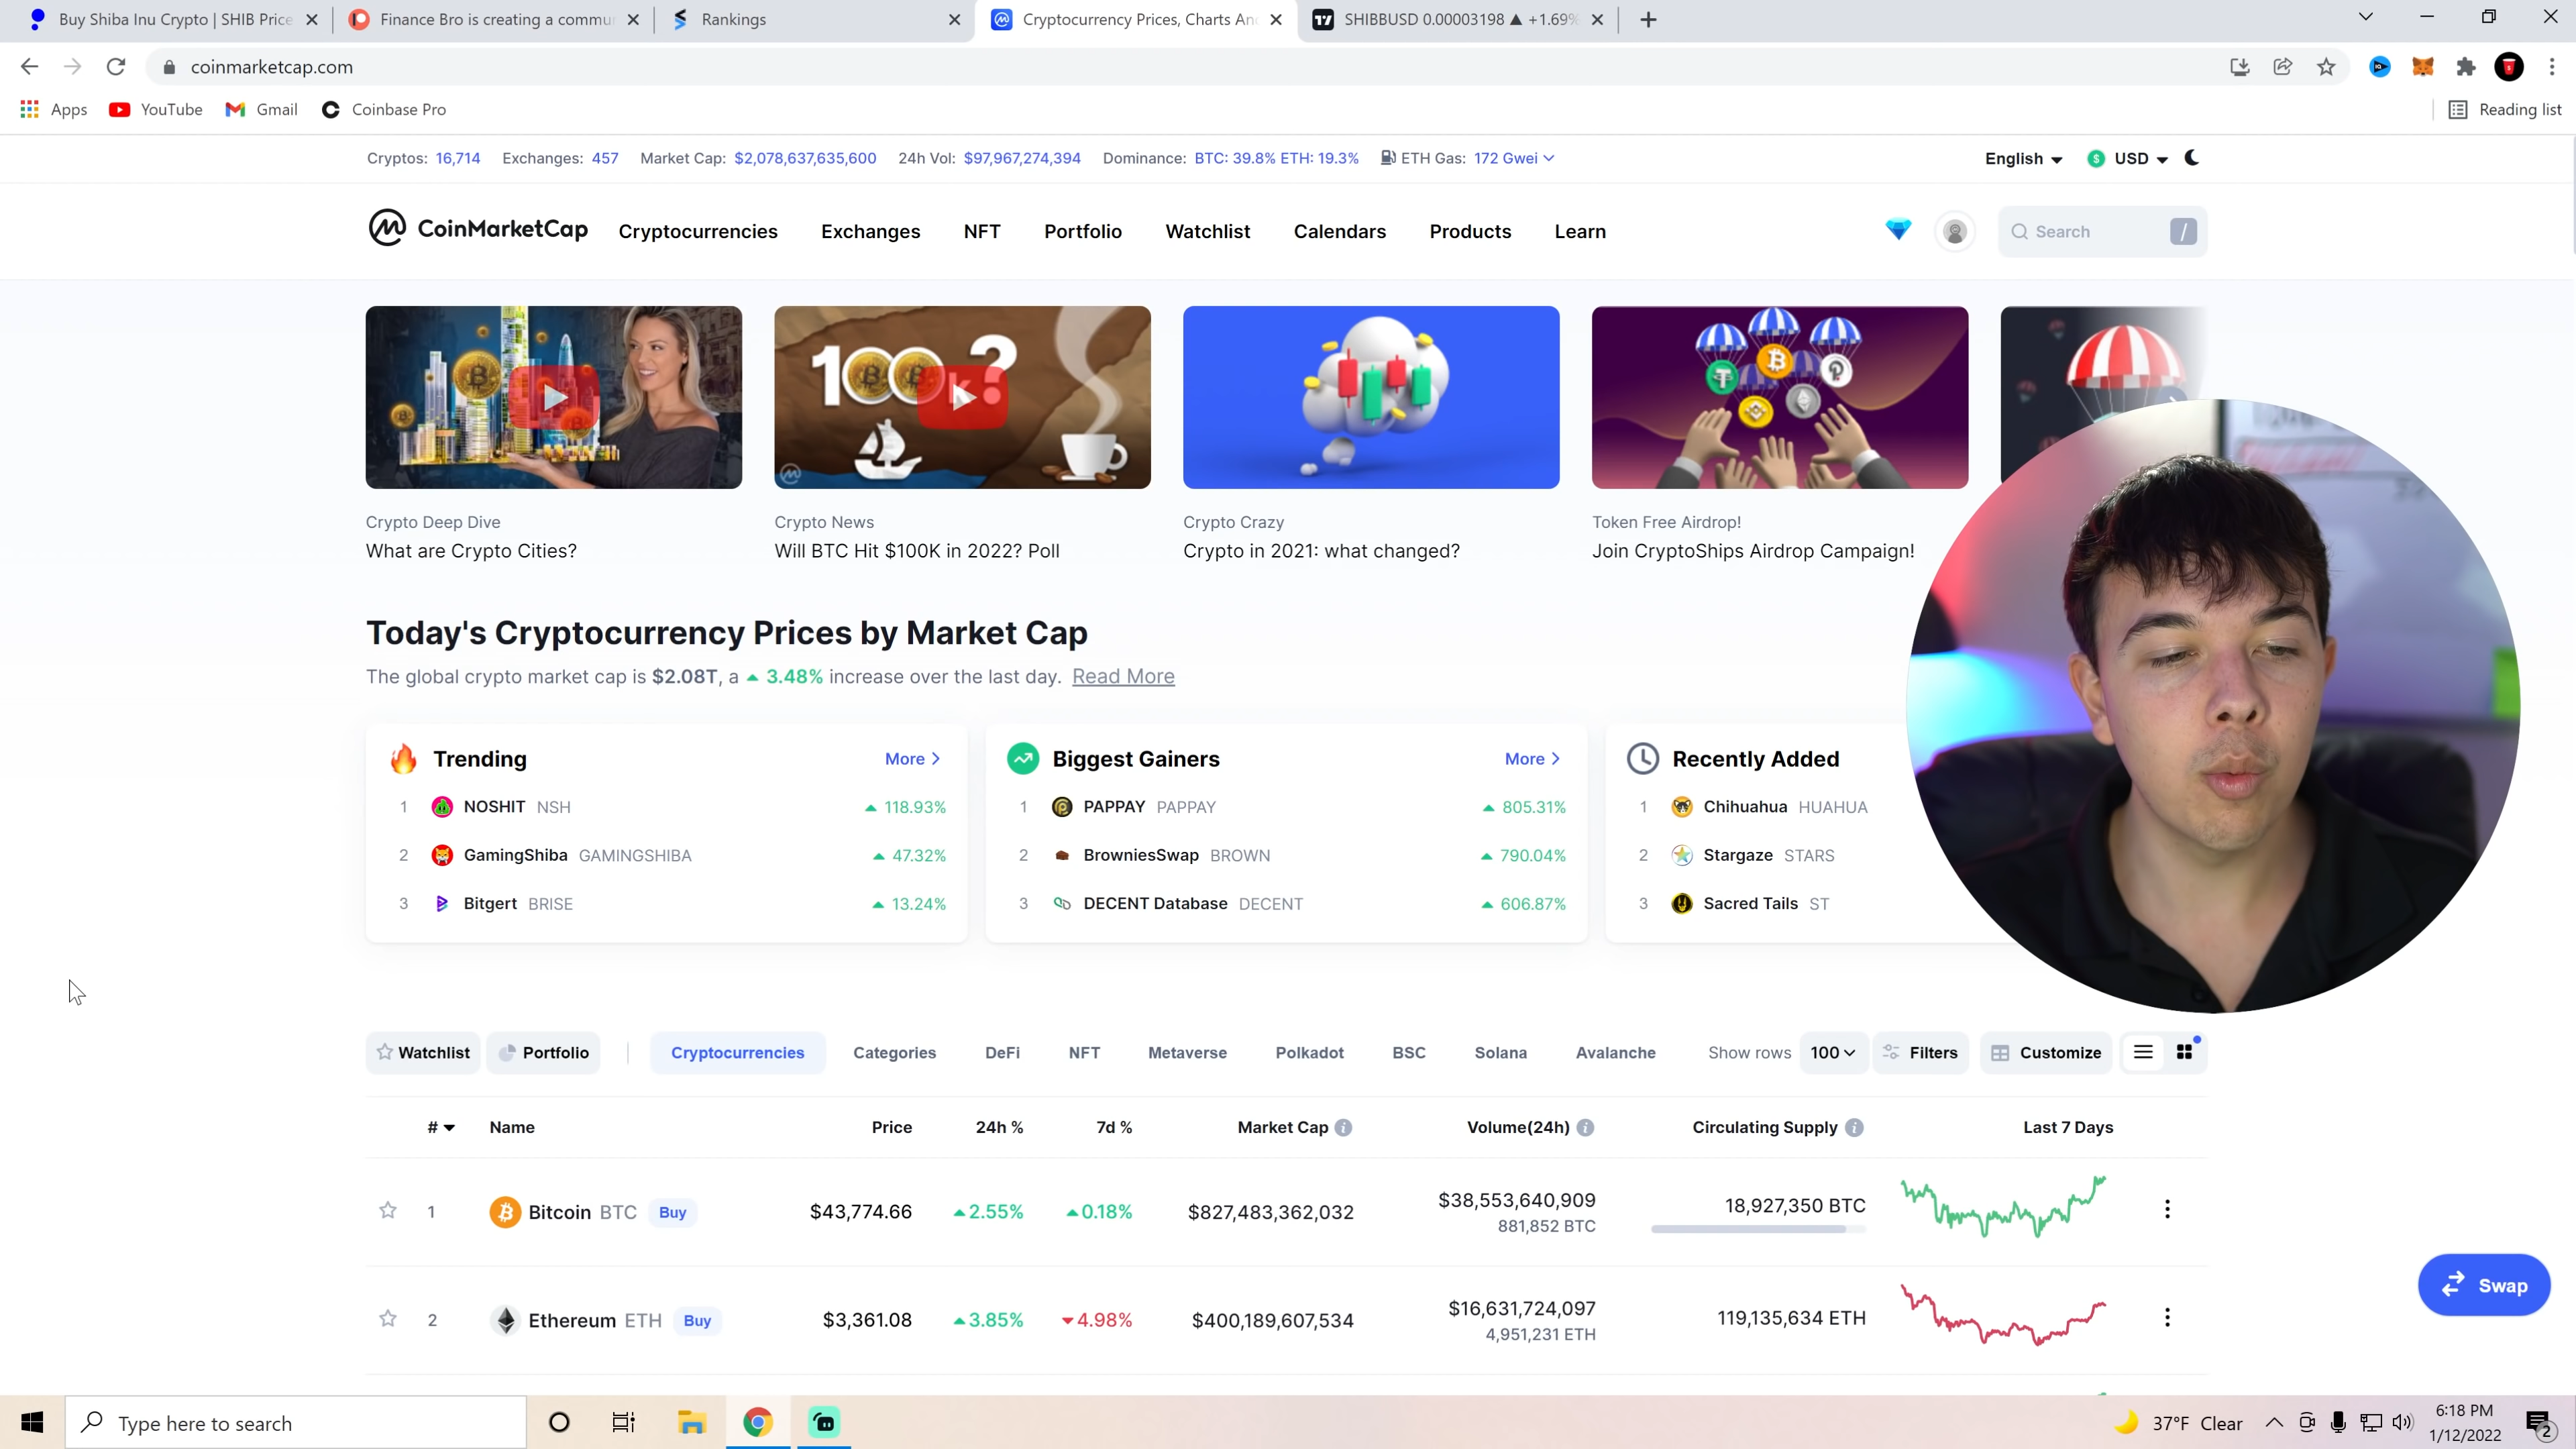 Buy Shiba Inu Crypto | SHIB Price
Finance Bro is creating a commu
Rankings
Cryptocurrency Prices, Charts An
SHIBBUSD 0.00003198 ▲ +1.69%
coinmarketcap.com
Apps
YouTube
Gmail
Coinbase Pro
Reading list
Cryptos: 16,714
Exchanges: 457
Market Cap: $2,078,637,635,600
24h Vol: $97,967,274,394
Dominance: BTC: 39.8% ETH: 19.3%
ETH Gas: 172 Gwei
English
USD
CoinMarketCap
Cryptocurrencies
Exchanges
NFT
Portfolio
Watchlist
Calendars
Products
Learn
Search
/
100k?
Crypto Deep Dive
What are Crypto Cities?
Crypto News
Will BTC Hit $100K in 2022? Poll
Crypto Crazy
Crypto in 2021: what changed?
Token Free Airdrop!
Join CryptoShips Airdrop Campaign!
Today's Cryptocurrency Prices by Market Cap
The global crypto market cap is $2.08T, a ▲ 3.48% increase over the last day. Read More
Trending
More >
1 NOSHIT NSH ▲ 118.93%
2 GamingShiba GAMINGSHIBA ▲ 47.32%
3 Bitgert BRISE ▲ 13.24%
Biggest Gainers
More >
1 PAPPAY PAPPAY ▲ 805.31%
2 BrowniesSwap BROWN ▲ 790.04%
3 DECENT Database DECENT ▲ 606.87%
Recently Added
1 Chihuahua HUAHUA
2 Stargaze STARS
3 Sacred Tails ST
Watchlist
Portfolio
Cryptocurrencies
Categories
DeFi
NFT
Metaverse
Polkadot
BSC
Solana
Avalanche
Show rows 100
Filters
Customize
# Name Price 24h % 7d % Market Cap Volume(24h) Circulating Supply Last 7 Days
1 Bitcoin BTC Buy $43,774.66 ▲2.55% ▲0.18% $827,483,362,032 $38,553,640,909 18,927,350 BTC
881,852 BTC
2 Ethereum ETH Buy $3,361.08 ▲3.85% ▼4.98% $400,189,607,534 $16,631,724,097 119,135,634 ETH
4,951,231 ETH
Swap
Type here to search
37°F Clear
6:18 PM
1/12/2022
2